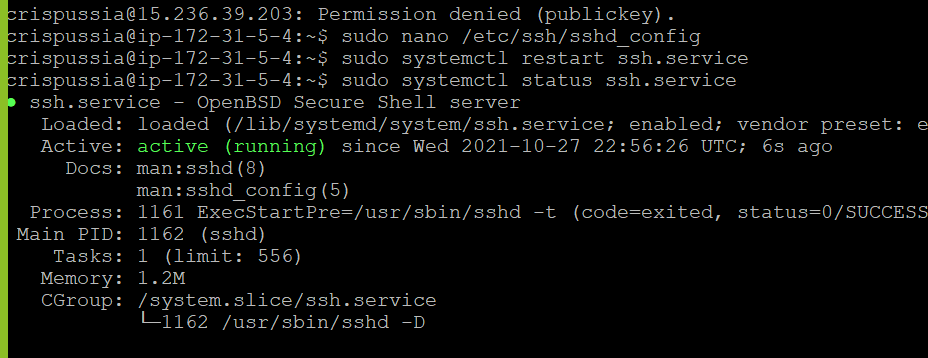 crispussia@15.236.39.203: Permission denied (publickey).
crispussia@ip-172-31-5-4:~$ sudo nano /etc/ssh/sshd_config
crispussia@ip-172-31-5-4:~$ sudo systemctl restart ssh.service
crispussia@ip-172-31-5-4:~$ sudo systemctl status ssh.service
● ssh.service - OpenBSD Secure Shell server
Loaded: loaded (/lib/systemd/system/ssh.service; enabled; vendor preset: e
Active: active (running) since Wed 2021-10-27 22:56:26 UTC; 6s ago
Docs: man:sshd(8)
man:sshd_config(5)
Process: 1161 ExecStartPre=/usr/sbin/sshd -t (code=exited, status=0/SUCCESS
Main PID: 1162 (sshd)
Tasks: 1 (limit: 556)
Memory: 1.2M
CGroup: /system.slice/ssh.service
└─1162 /usr/sbin/sshd -D